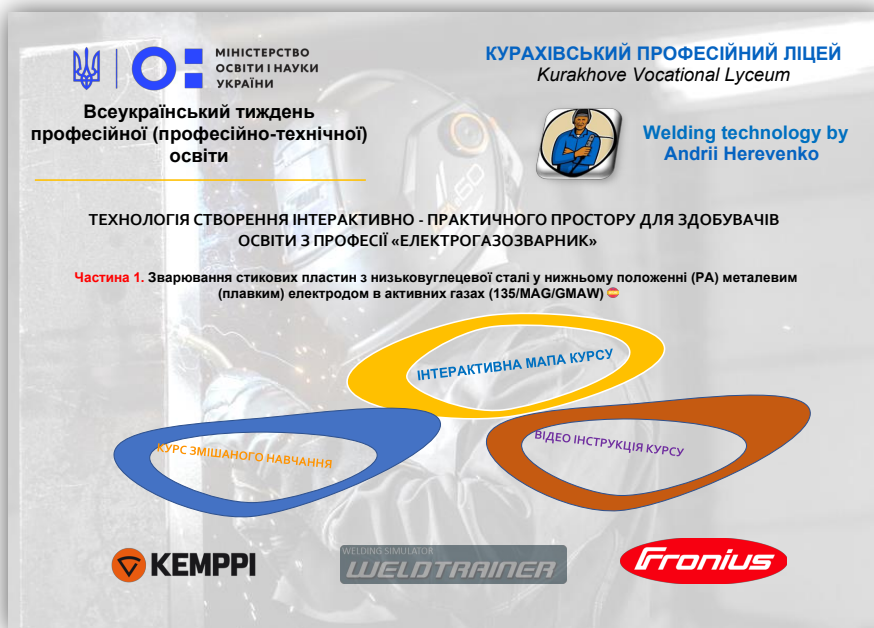 МІНІСТЕРСТВО
ОСВІТИ І НАУКИ
УКРАЇНИ
Всеукраїнський тиждень
професійної (професійно-технічної)
освіти
КУРАХІВСЬКИЙ ПРОФЕСІЙНИЙ ЛІЦЕЙ
Kurakhove Vocational Lyceum
Welding technology by
Andrii Herevenko
ТЕХНОЛОГІЯ СТВОРЕННЯ ІНТЕРАКТИВНО - ПРАКТИЧНОГО ПРОСТОРУ ДЛЯ ЗДОБУВАЧІВ
ОСВІТИ З ПРОФЕСІЇ «ЕЛЕКТРОГАЗОЗВАРНИК»
Частина 1. Зварювання стикових пластин з низьковуглецевої сталі у нижньому положенні (PA) металевим
(плавким) електродом в активних газах (135/MAG/GMAW)
ІНТЕРАКТИВНА МАПА КУРСУ
КУРС ЗМІШАНОГО НАВЧАННЯ
ВІДЕО ІНСТРУКЦІЯ КУРСУ
KEMPPI
WELDING SIMULATOR
WELDTRAINER
Fronius